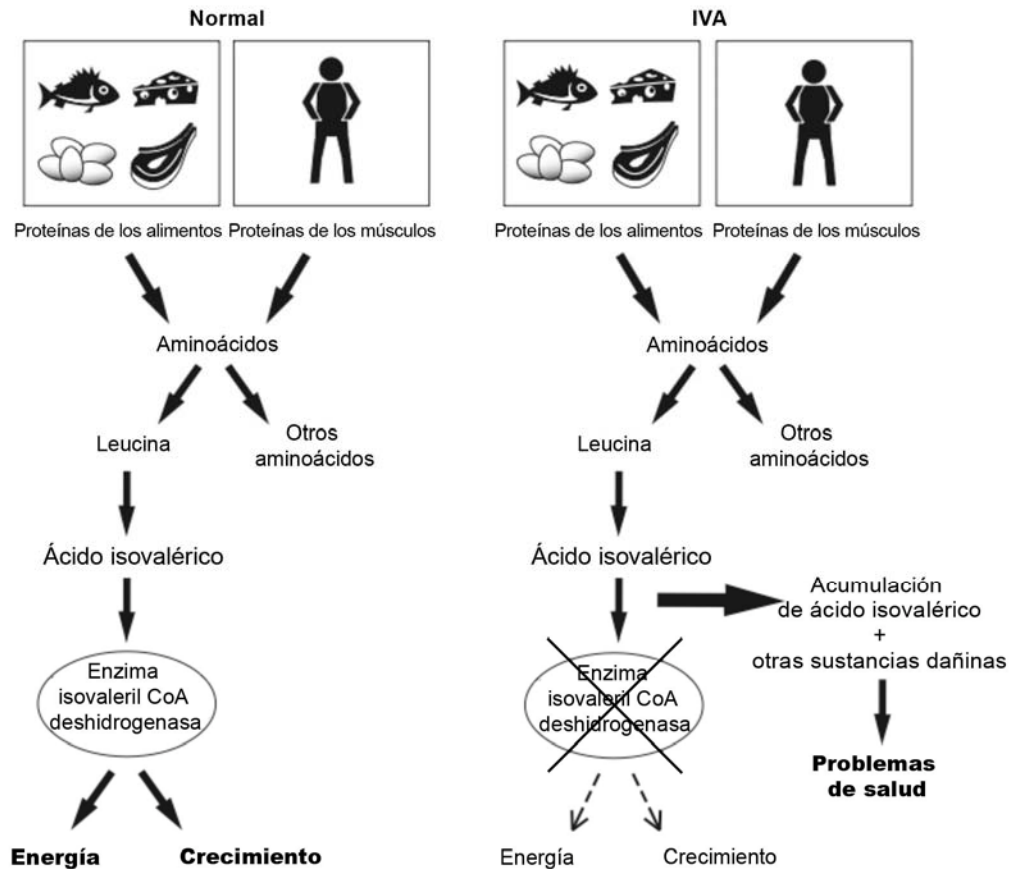 Normal
Proteínas de los alimentos
Proteínas de los músculos
Aminoácidos
Leucina
Otros
aminoácidos
Ácido isovalérico
Enzima
isovaleril CoA
deshidrogenasa
Energía
Crecimiento
IVA
Proteínas de los alimentos
Proteínas de los músculos
Aminoácidos
Leucina
Otros
aminoácidos
Ácido isovalérico
Acumulación
de ácido isovalérico
+
otras sustancias dañinas
Enzima
isovaleril CoA
deshidrogenasa
Problemas
de salud
Energía
Crecimiento